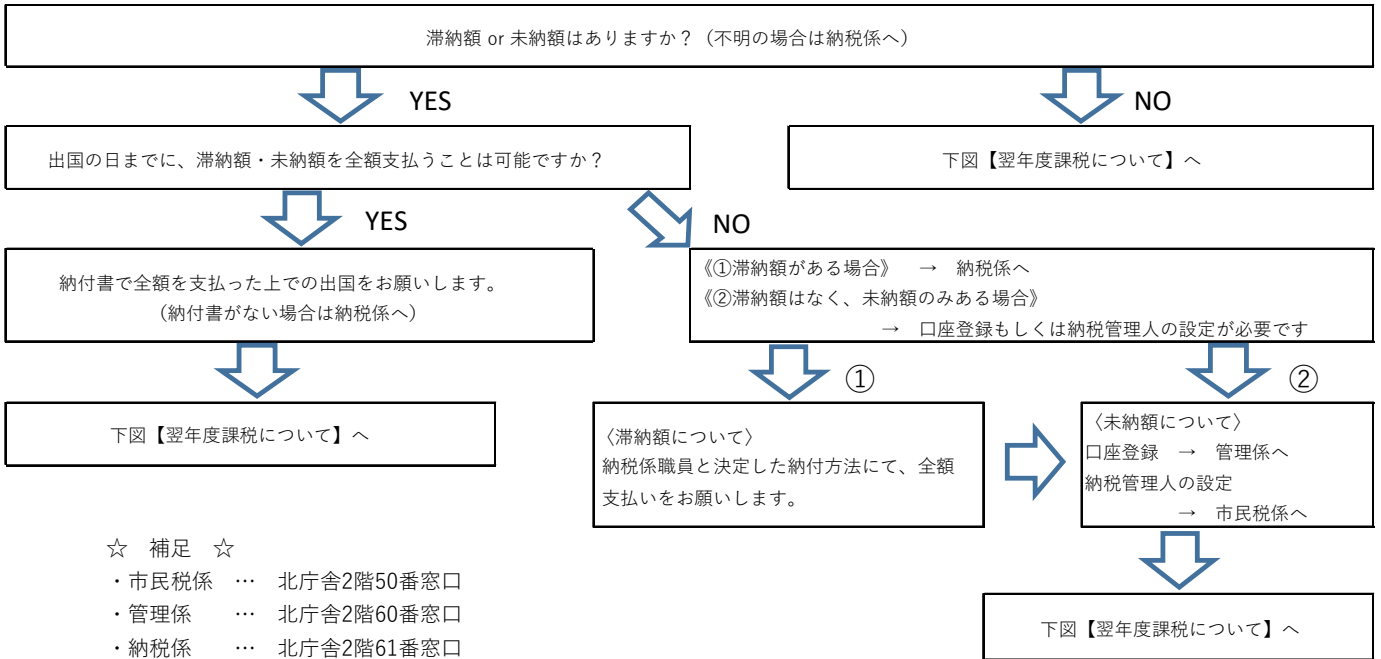 滞納額 or 未納額はありますか？（不明の場合は納税係へ）
YES
NO
出国の日までに、滞納額・未納額を全額支払うことは可能ですか？
下図【翌年度課税について】へ
YES
NO
納付書で全額を支払った上での出国をお願いします。
（納付書がない場合は納税係へ）
《①滞納額がある場合》　→　納税係へ
《②滞納額はなく、未納額のみある場合》
→　口座登録もしくは納税管理人の設定が必要です
①
②
下図【翌年度課税について】へ
〈滞納額について〉
納税係職員と決定した納付方法にて、全額
支払いをお願いします。
〈未納額について〉
口座登録　→　管理係へ
納税管理人の設定
→　市民税係へ
☆　補足　☆
・市民税係　…　北庁舎2階50番窓口
・管理係　　…　北庁舎2階60番窓口
・納税係　　…　北庁舎2階61番窓口
下図【翌年度課税について】へ